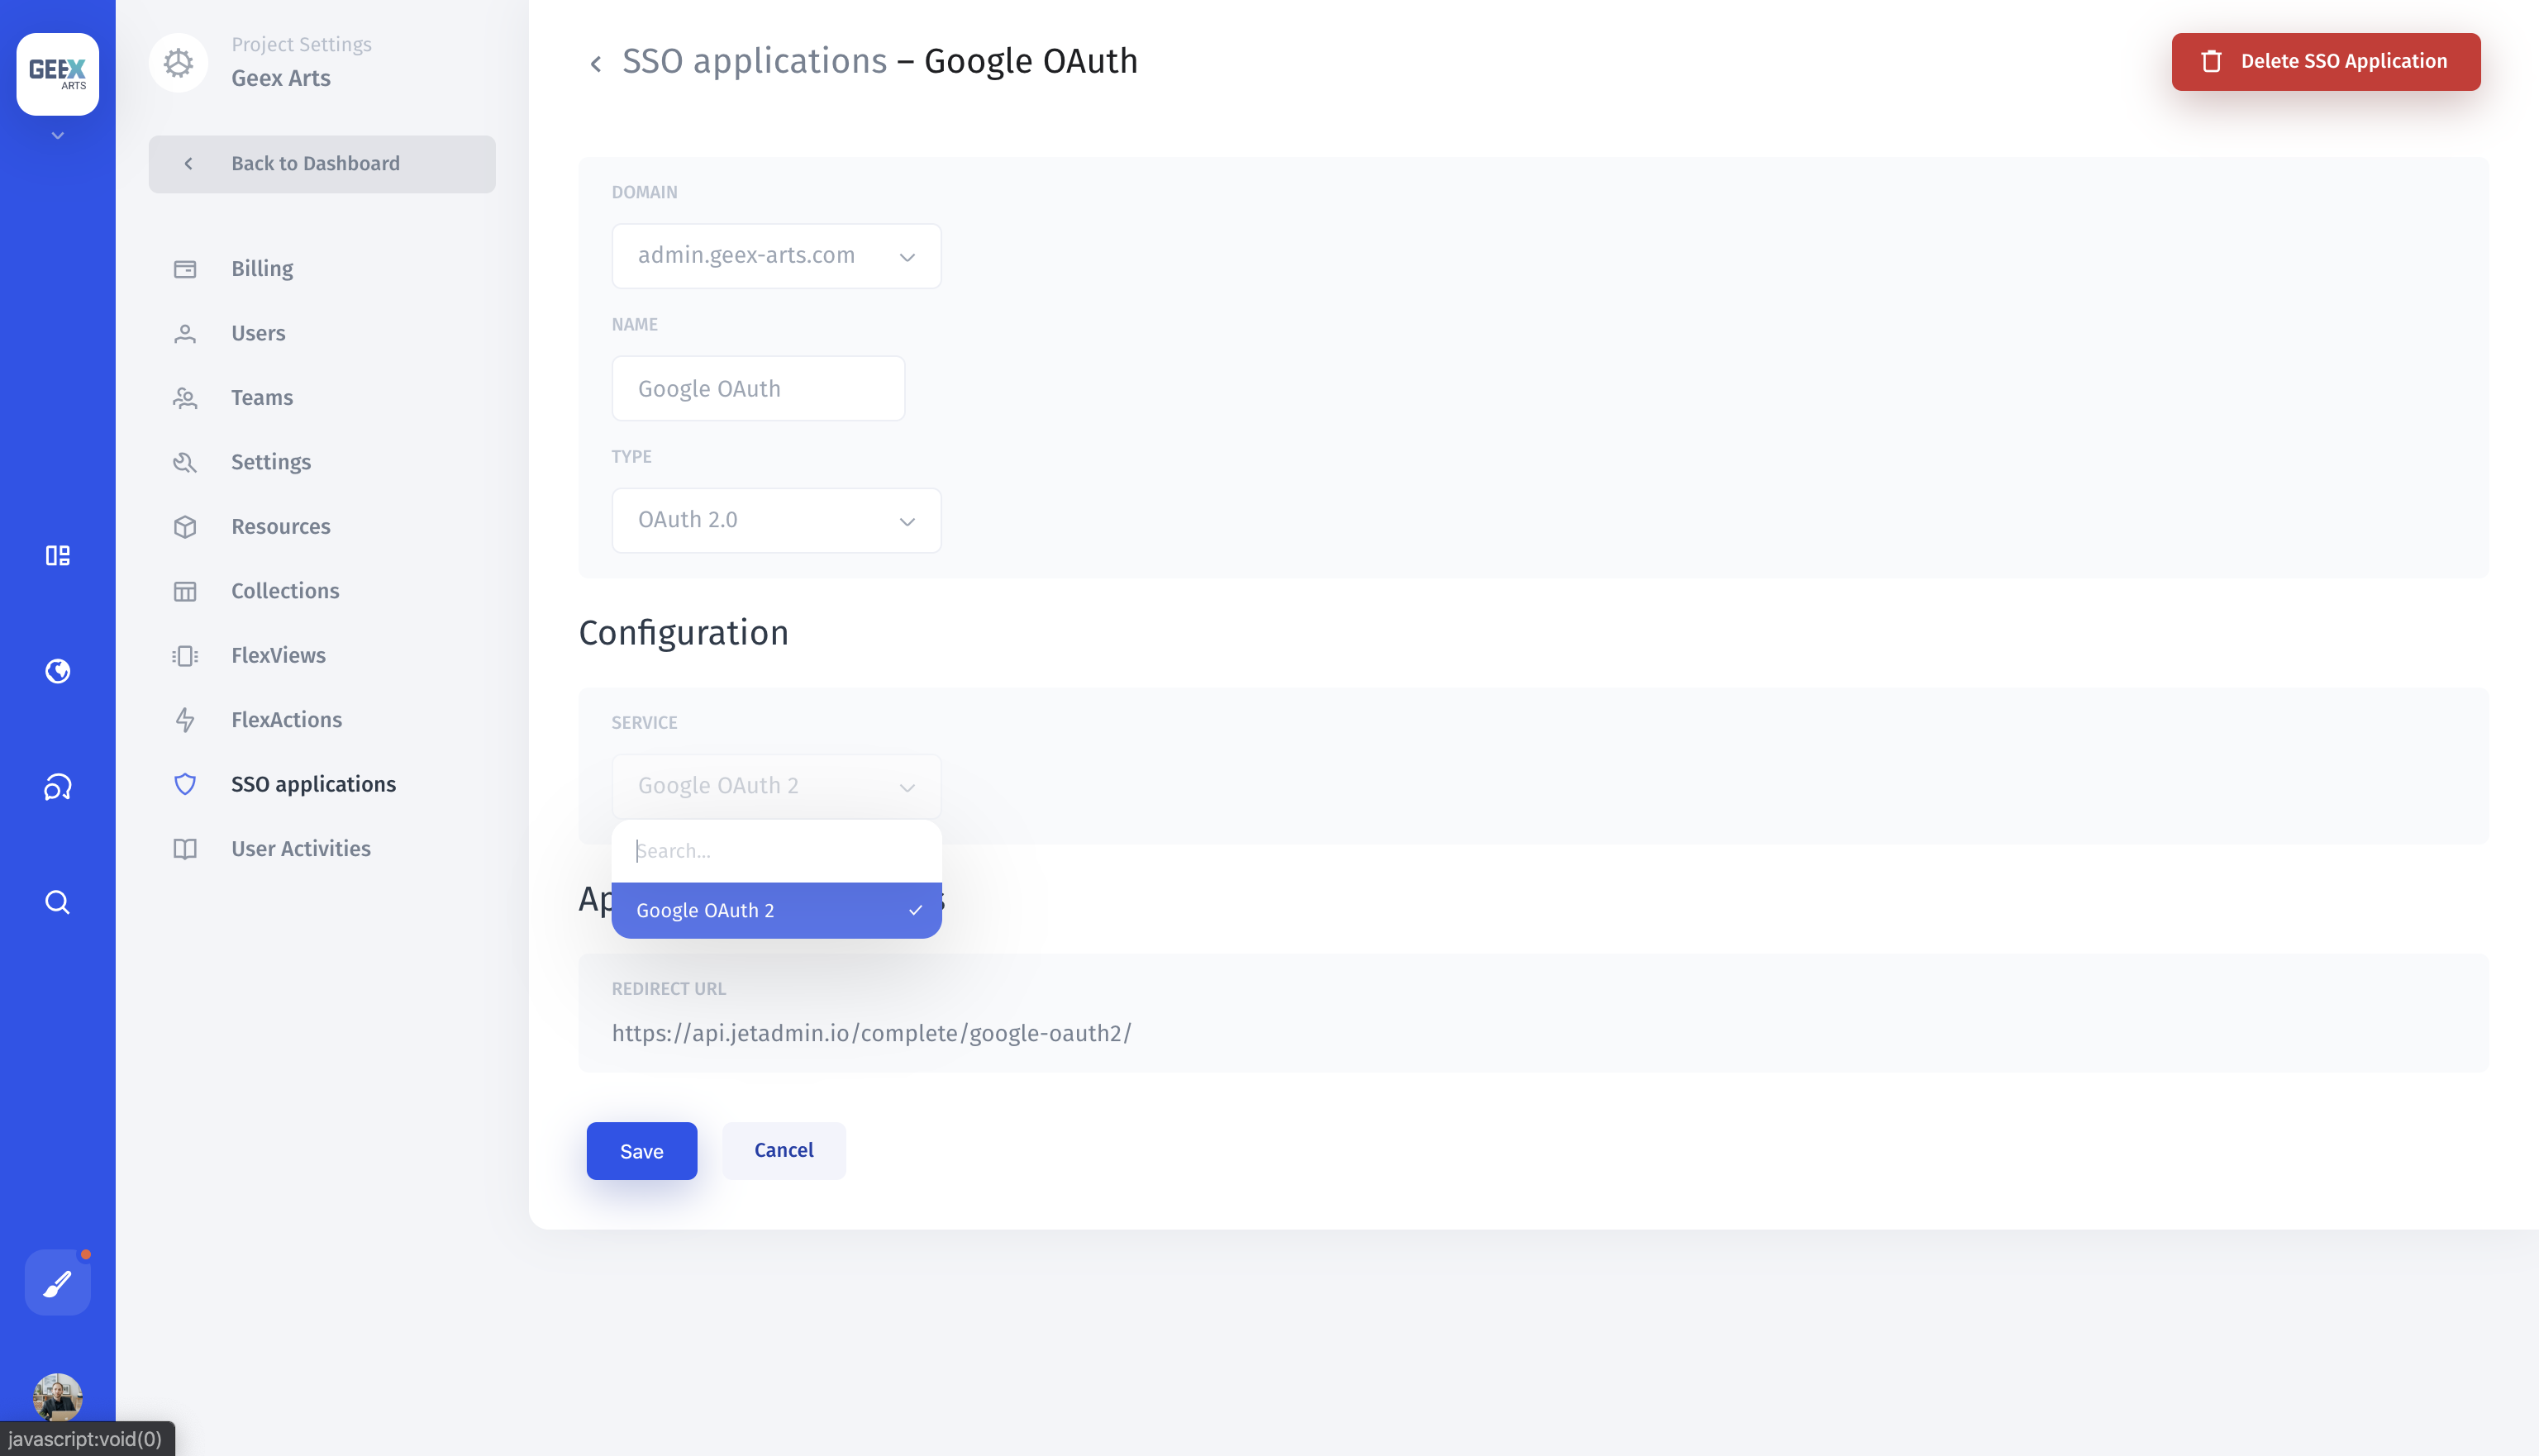 GEEX
ARTS
Project Settings
Geex Arts
Back to Dashboard
Billing
Users
Teams
Settings
Resources
Collections
FlexViews
FlexActions
SSO applications
User Activities
SSO applications – Google OAuth
Delete SSO Application
DOMAIN
admin.geex-arts.com
NAME
Google OAuth
TYPE
OAuth 2.0
Configuration
SERVICE
Google OAuth 2
Search...
Google OAuth 2
REDIRECT URL
https://api.jetadmin.io/complete/google-oauth2/
Save
Cancel
javascript:void(0)